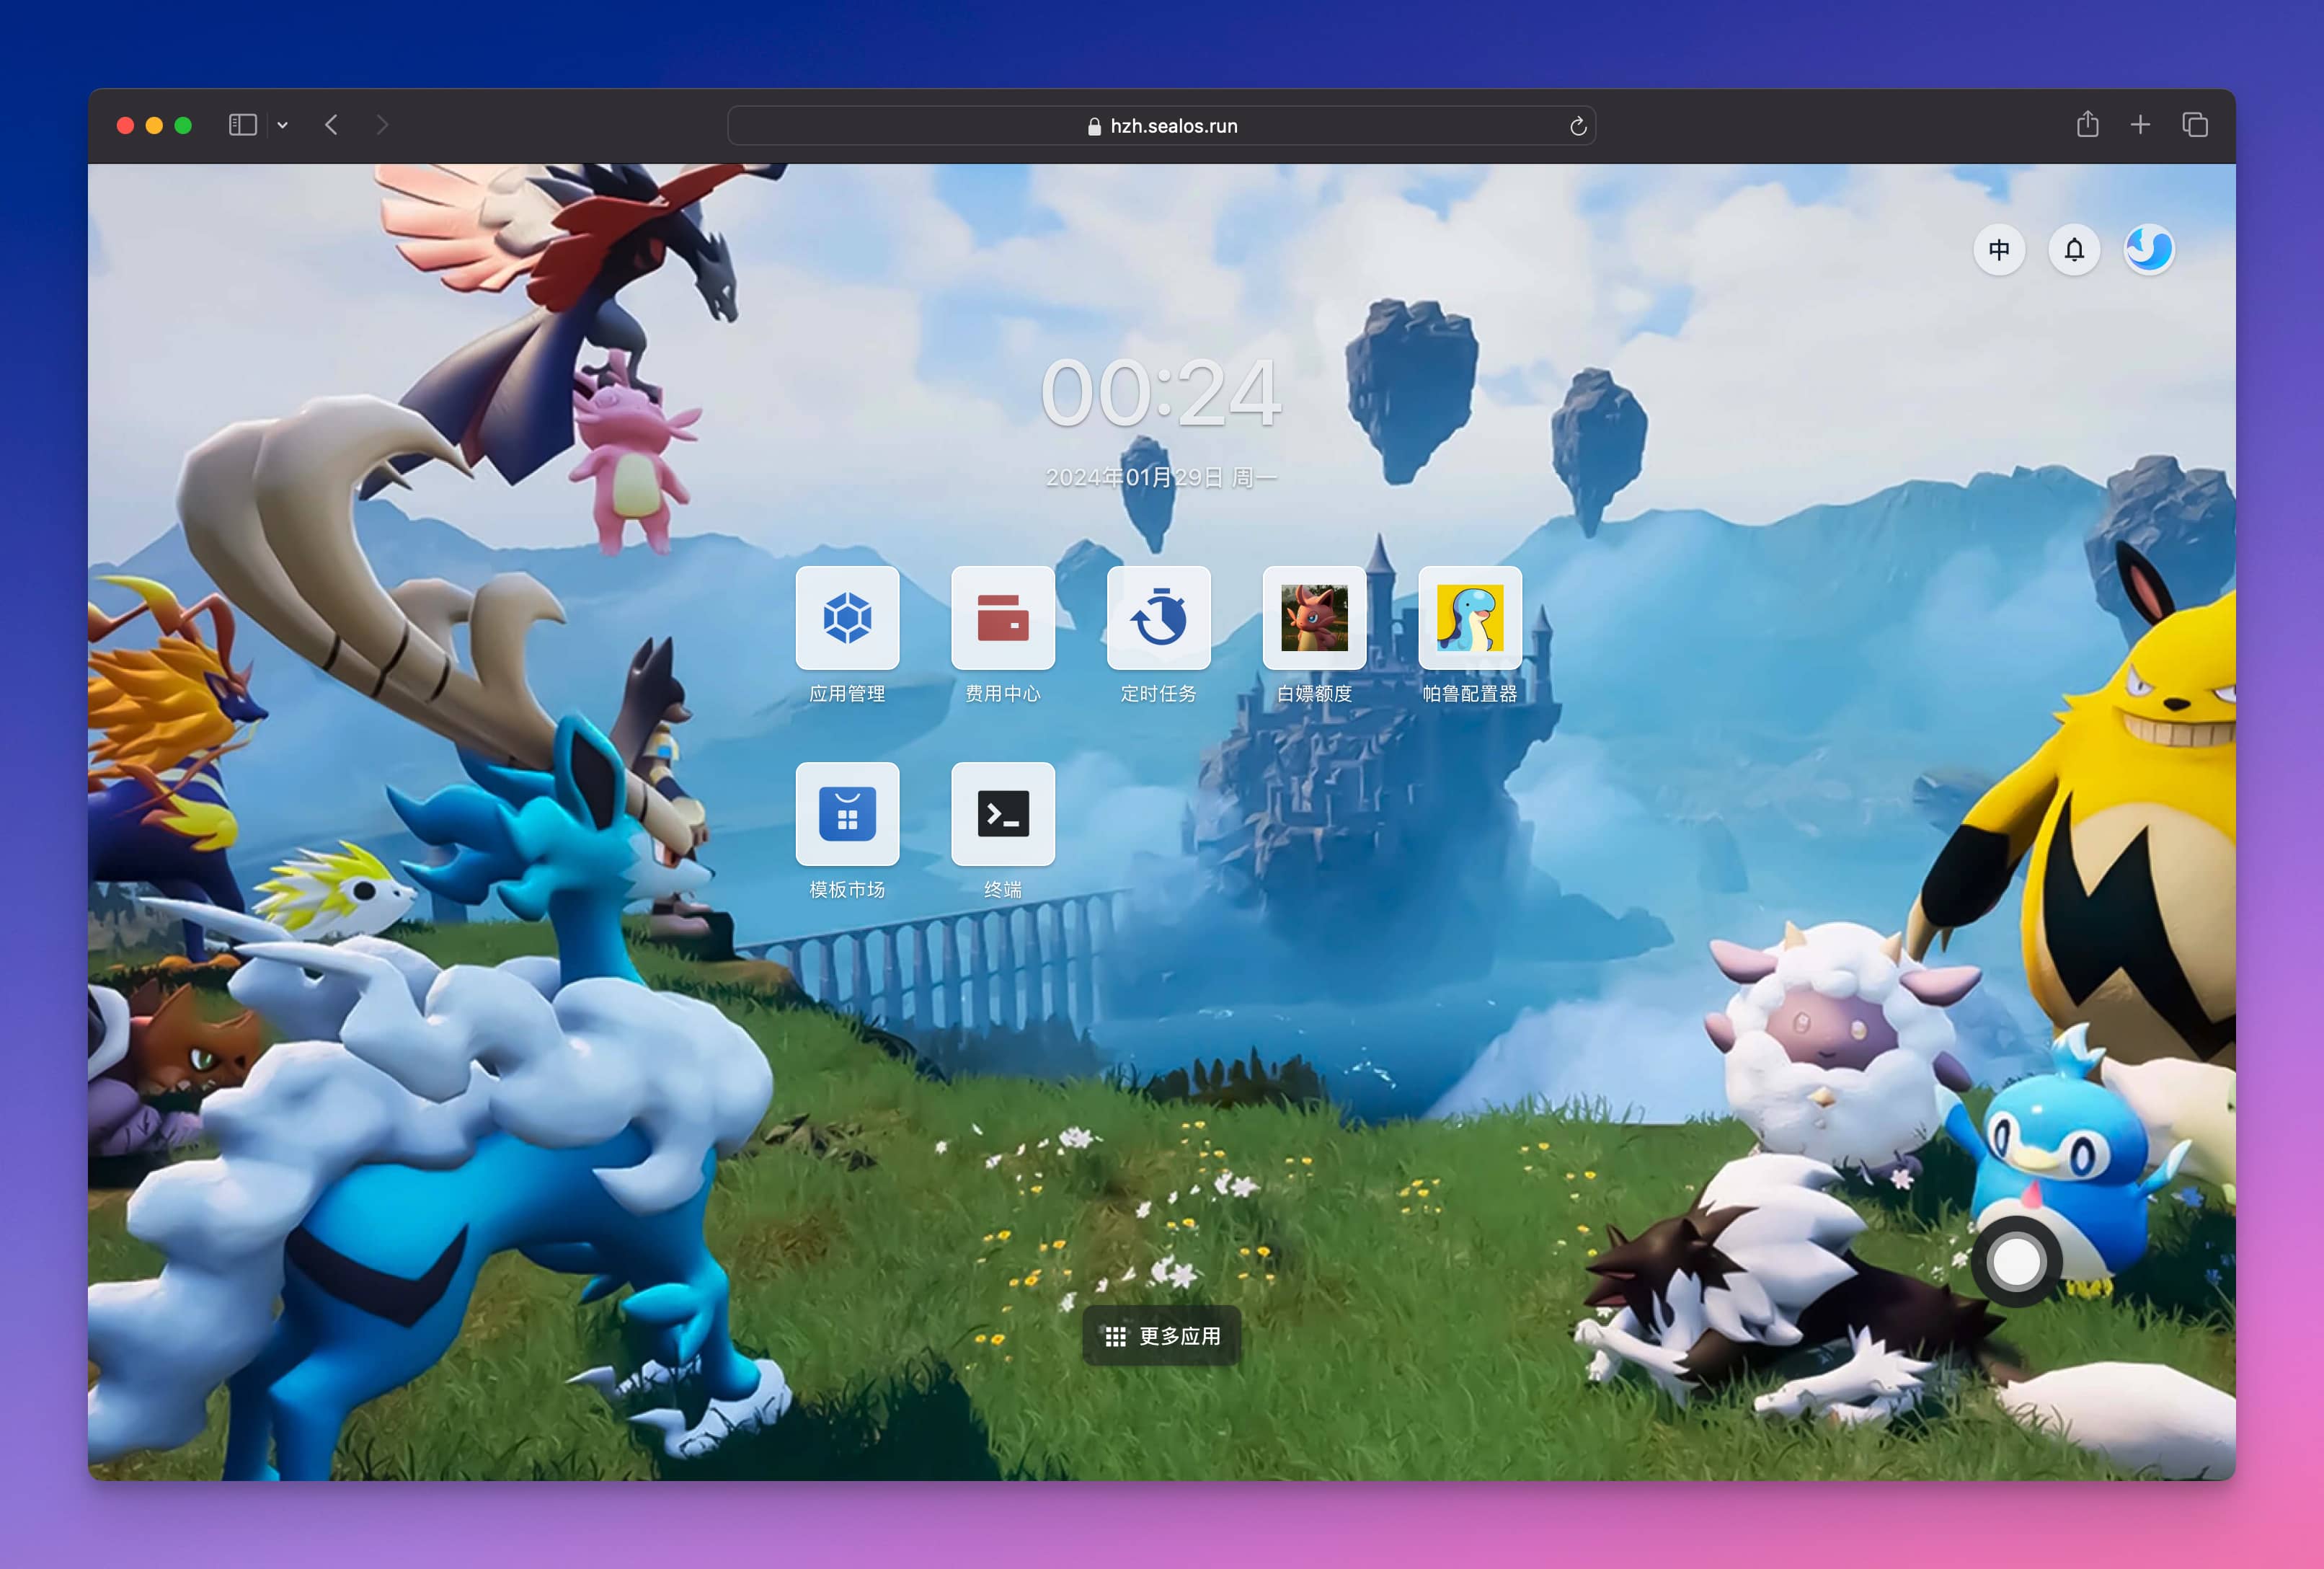 hzh.sealos.run
中
00:24
2024年01月29日 周一
应用管理
费用中心
定时任务
白嫖额度
帕鲁配置器
模板市场
终端
更多应用